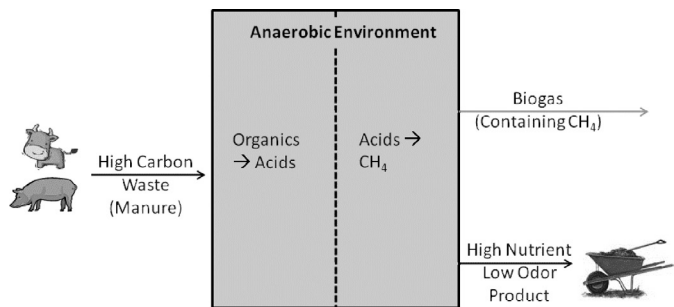 Anaerobic Environment
High Carbon
Waste
(Manure)
Organics
→ Acids
Acids →
CH₄
Biogas
(Containing CH₄)
High Nutrient
Low Odor
Product